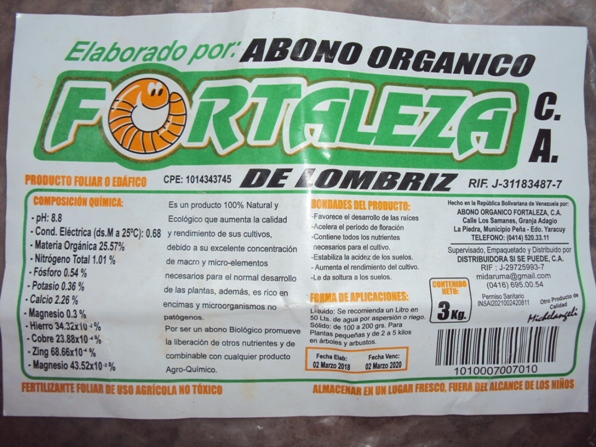 Elaborado por: ABONO ORGANICO
FORTALEZA C. A.
DE LOMBRIZ
PRODUCTO FOLIAR O EDÁFICO
CPE: 1014343745
RIF. J-31183487-7
COMPOSICIÓN QUÍMICA:
- pH: 8.8
- Cond. Eléctrica (ds.M a 25ºC): 0.68
- Materia Orgánica 25.57%
- Nitrógeno Total 1.01 %
- Fósforo 0.54 %
- Potasio 0.36 %
- Calcio 2.26 %
- Magnesio 0.3 %
- Hierro 34.32x10⁻⁴ %
- Cobre 23.88x10⁻⁴ %
- Zing 68.66x10⁻⁴ %
- Magnesio 43.52x10⁻⁴ %
Es un producto 100% Natural y
Ecológico que aumenta la calidad
y rendimiento de sus cultivos,
debido a su excelente concentración
de macro y micro-elementos
necesarios para el normal desarrollo
de las plantas, además, es rico en
encimas y microorganismos no
patógenos.
Por ser un abono Biológico promueve
la liberación de otros nutrientes y de
combinable con cualquier producto
Agro-Químico.
BONDADES DEL PRODUCTO:
-Favorece el desarrollo de las raíces
-Acelera el período de floración
-Contiene todos los nutrientes
necesarios para el cultivo.
-Estabiliza la acidez de los suelos.
- Aumenta el rendimiento del cultivo.
-Le da soltura a los suelos.
FORMA DE APLICACIONES:
Líquido: Se recomienda un Litro en
50 Lts. de agua por aspersión o riego.
Sólido: de 100 a 200 grs. Para
Plantas pequeñas y de 2 a 5 kilos
en árboles y arbustos.
Fecha Elab:
02 Marzo 2018
Fecha Venc:
02 Marzo 2020
Hecho en la República Bolivariana de Venezuela por:
ABONO ORGANICO FORTALEZA, C.A.
Calle Los Samanes, Granja Adagio
La Piedra, Municipio Peña - Edo. Yaracuy
TELEFONO: (0414) 520.33.11
Supervisado, Empaquetado y Distribuido por
DISTRIBUIDORA SI SE PUEDE, C.A.
RIF : J-29725993-7
midaruma@gmail.com
(0416) 695.00.54
CONTENIDO
NETO:
3 Kg.
Permiso Sanitario
INSAI2021002420811
Otro Producto de
Calidad
Michelangeli
1010007007010
FERTILIZANTE FOLIAR DE USO AGRÍCOLA NO TÓXICO
ALMACENAR EN UN LUGAR FRESCO, FUERA DEL ALCANCE DE LOS NIÑOS